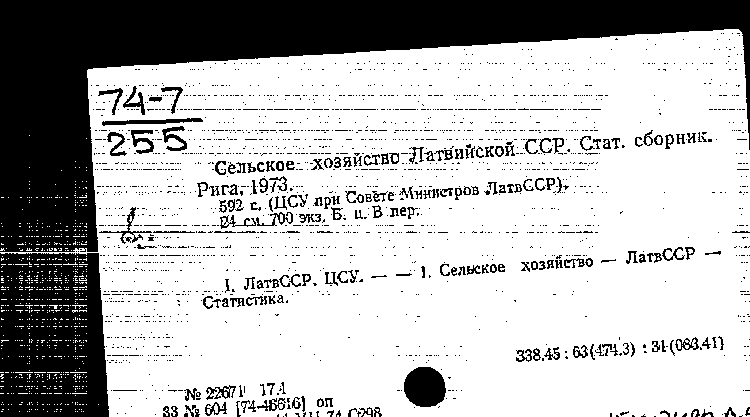 74-7
255
Сельское хозяйство Латвийской ССР. Стат. сборник.
Рига, 1973.
592 с. (ЦСУ при Совете Министров ЛатвССР).
24 см. 700 экз. Б. ц. В пер.
I. ЛатвССР. ЦСУ. — — 1. Сельское хозяйство — ЛатвССР —
Статистика.
338.45 : 63(474.3) : 31(083.41)
№ 22671 17.1
33 № 604 [74-46616] оп